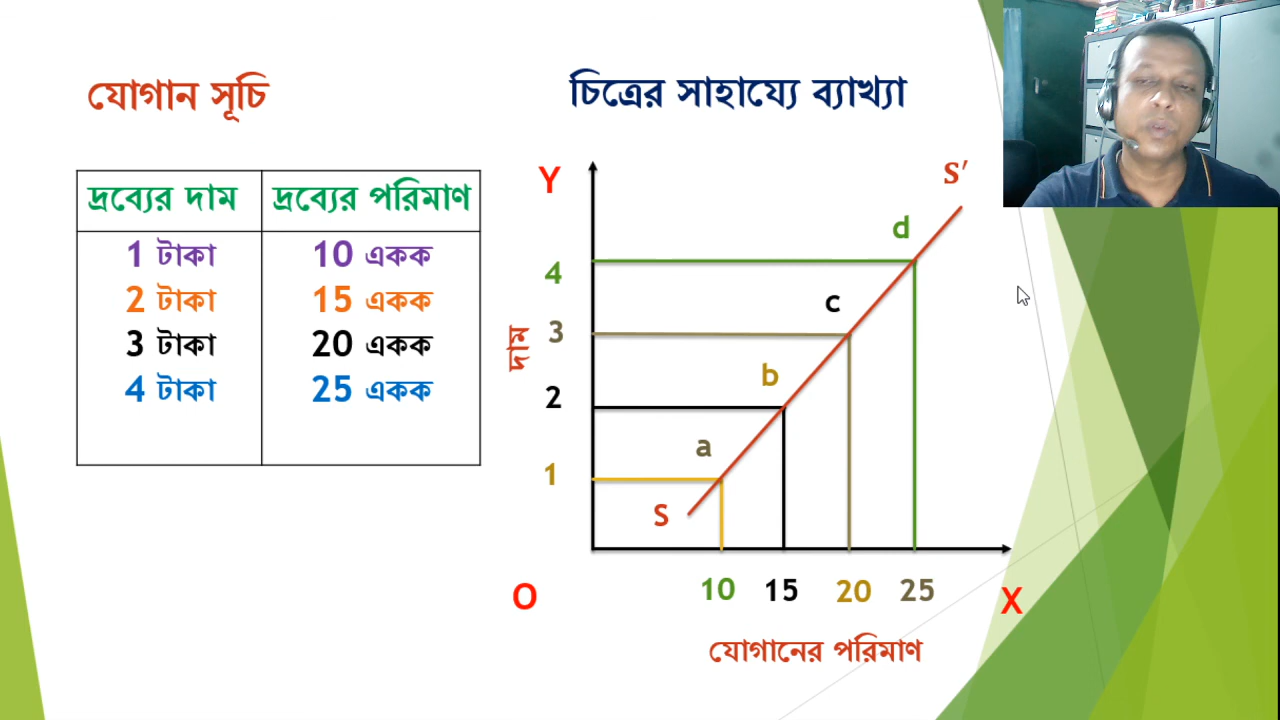 যোগান সূচি
চিত্রের সাহায্যে ব্যাখ্যা
দ্রব্যের দাম দ্রব্যের পরিমাণ
1 টাকা 10 একক
2 টাকা 15 একক
3 টাকা 20 একক
4 টাকা 25 একক
Y
S′
d
4
c
3
দাম
b
2
a
1
S
10 15 20 25
O
X
যোগানের পরিমাণ